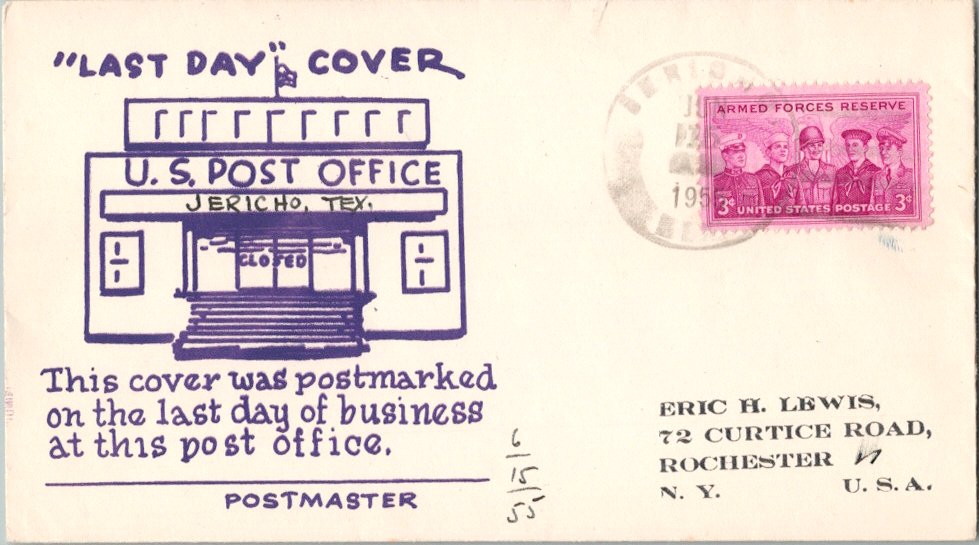 "LAST DAY" COVER
U. S. POST OFFICE
JERICHO, TEX.
CLOSED
This cover was postmarked
on the last day of business
at this post office.
POSTMASTER
6/15/55
1955
ARMED FORCES RESERVE
3¢ UNITED STATES POSTAGE 3¢
ERIC H. LEWIS,
72 CURTICE ROAD,
ROCHESTER
N. Y. U. S. A.